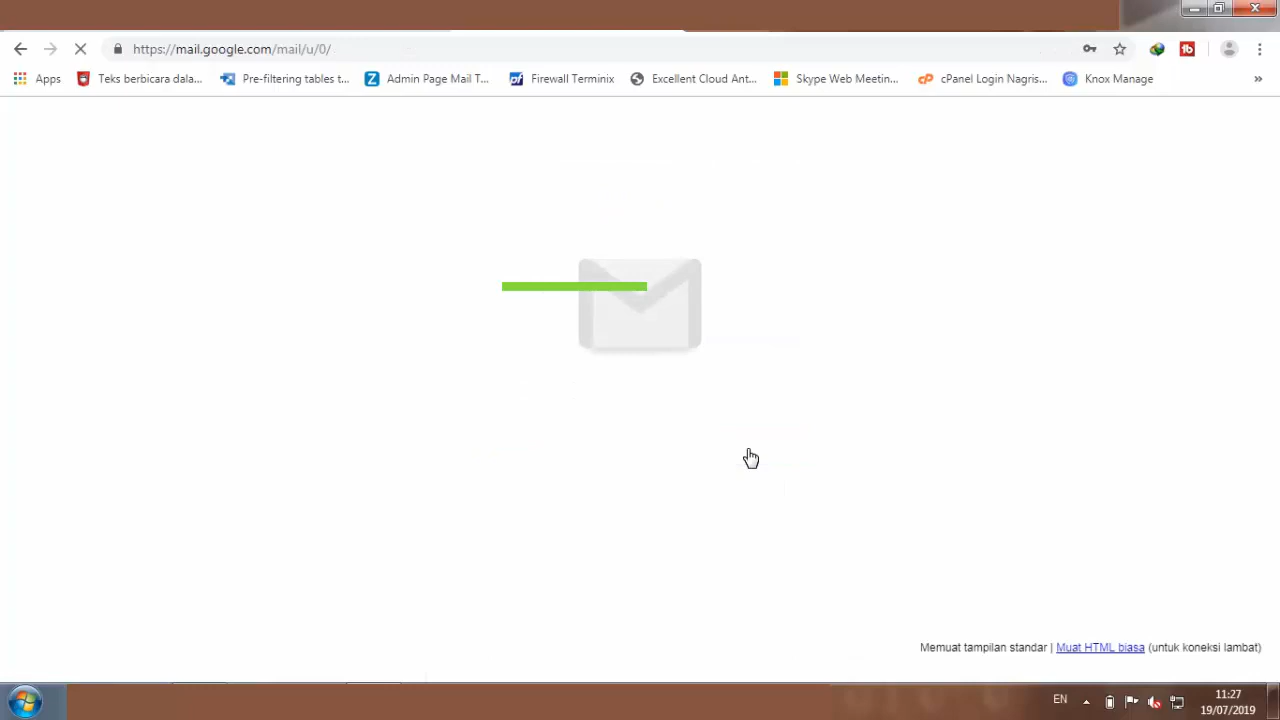 https://mail.google.com/mail/u/0/
Apps Teks berbicara dala... Pre-filtering tables t... Admin Page Mail T... Firewall Terminix Excellent Cloud Ant... Skype Web Meetin... cPanel Login Nagris... Knox Manage »
Memuat tampilan standar | Muat HTML biasa (untuk koneksi lambat)
EN 11:27
19/07/2019